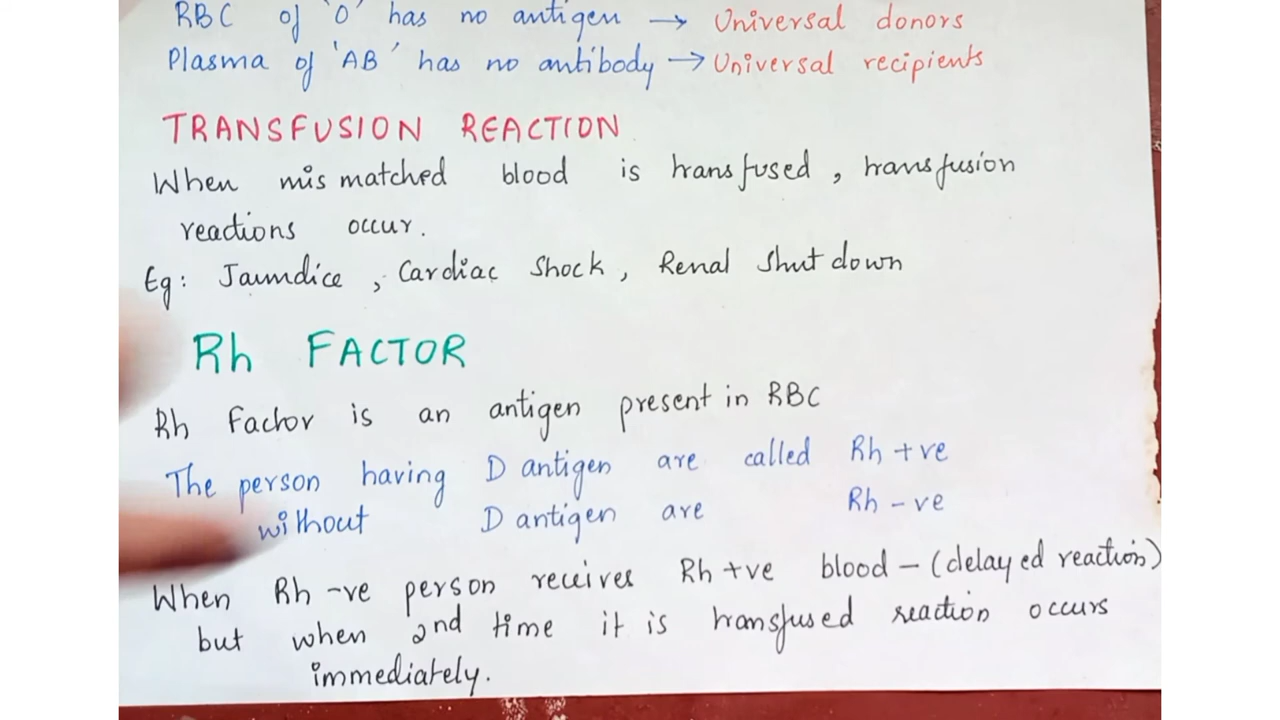 RBC of 'O' has no antigen → Universal donors
Plasma of 'AB' has no antibody → Universal recipients
TRANSFUSION REACTION
When mismatched blood is transfused, transfusion
reactions occur.
Eg: Jaundice, Cardiac Shock, Renal Shut down
Rh FACTOR
Rh Factor is an antigen present in RBC
The person having D antigen are called Rh +ve
without D antigen are Rh -ve
When Rh -ve person receives Rh +ve blood - (delayed reaction)
but when 2nd time it is transfused reaction occurs
immediately.